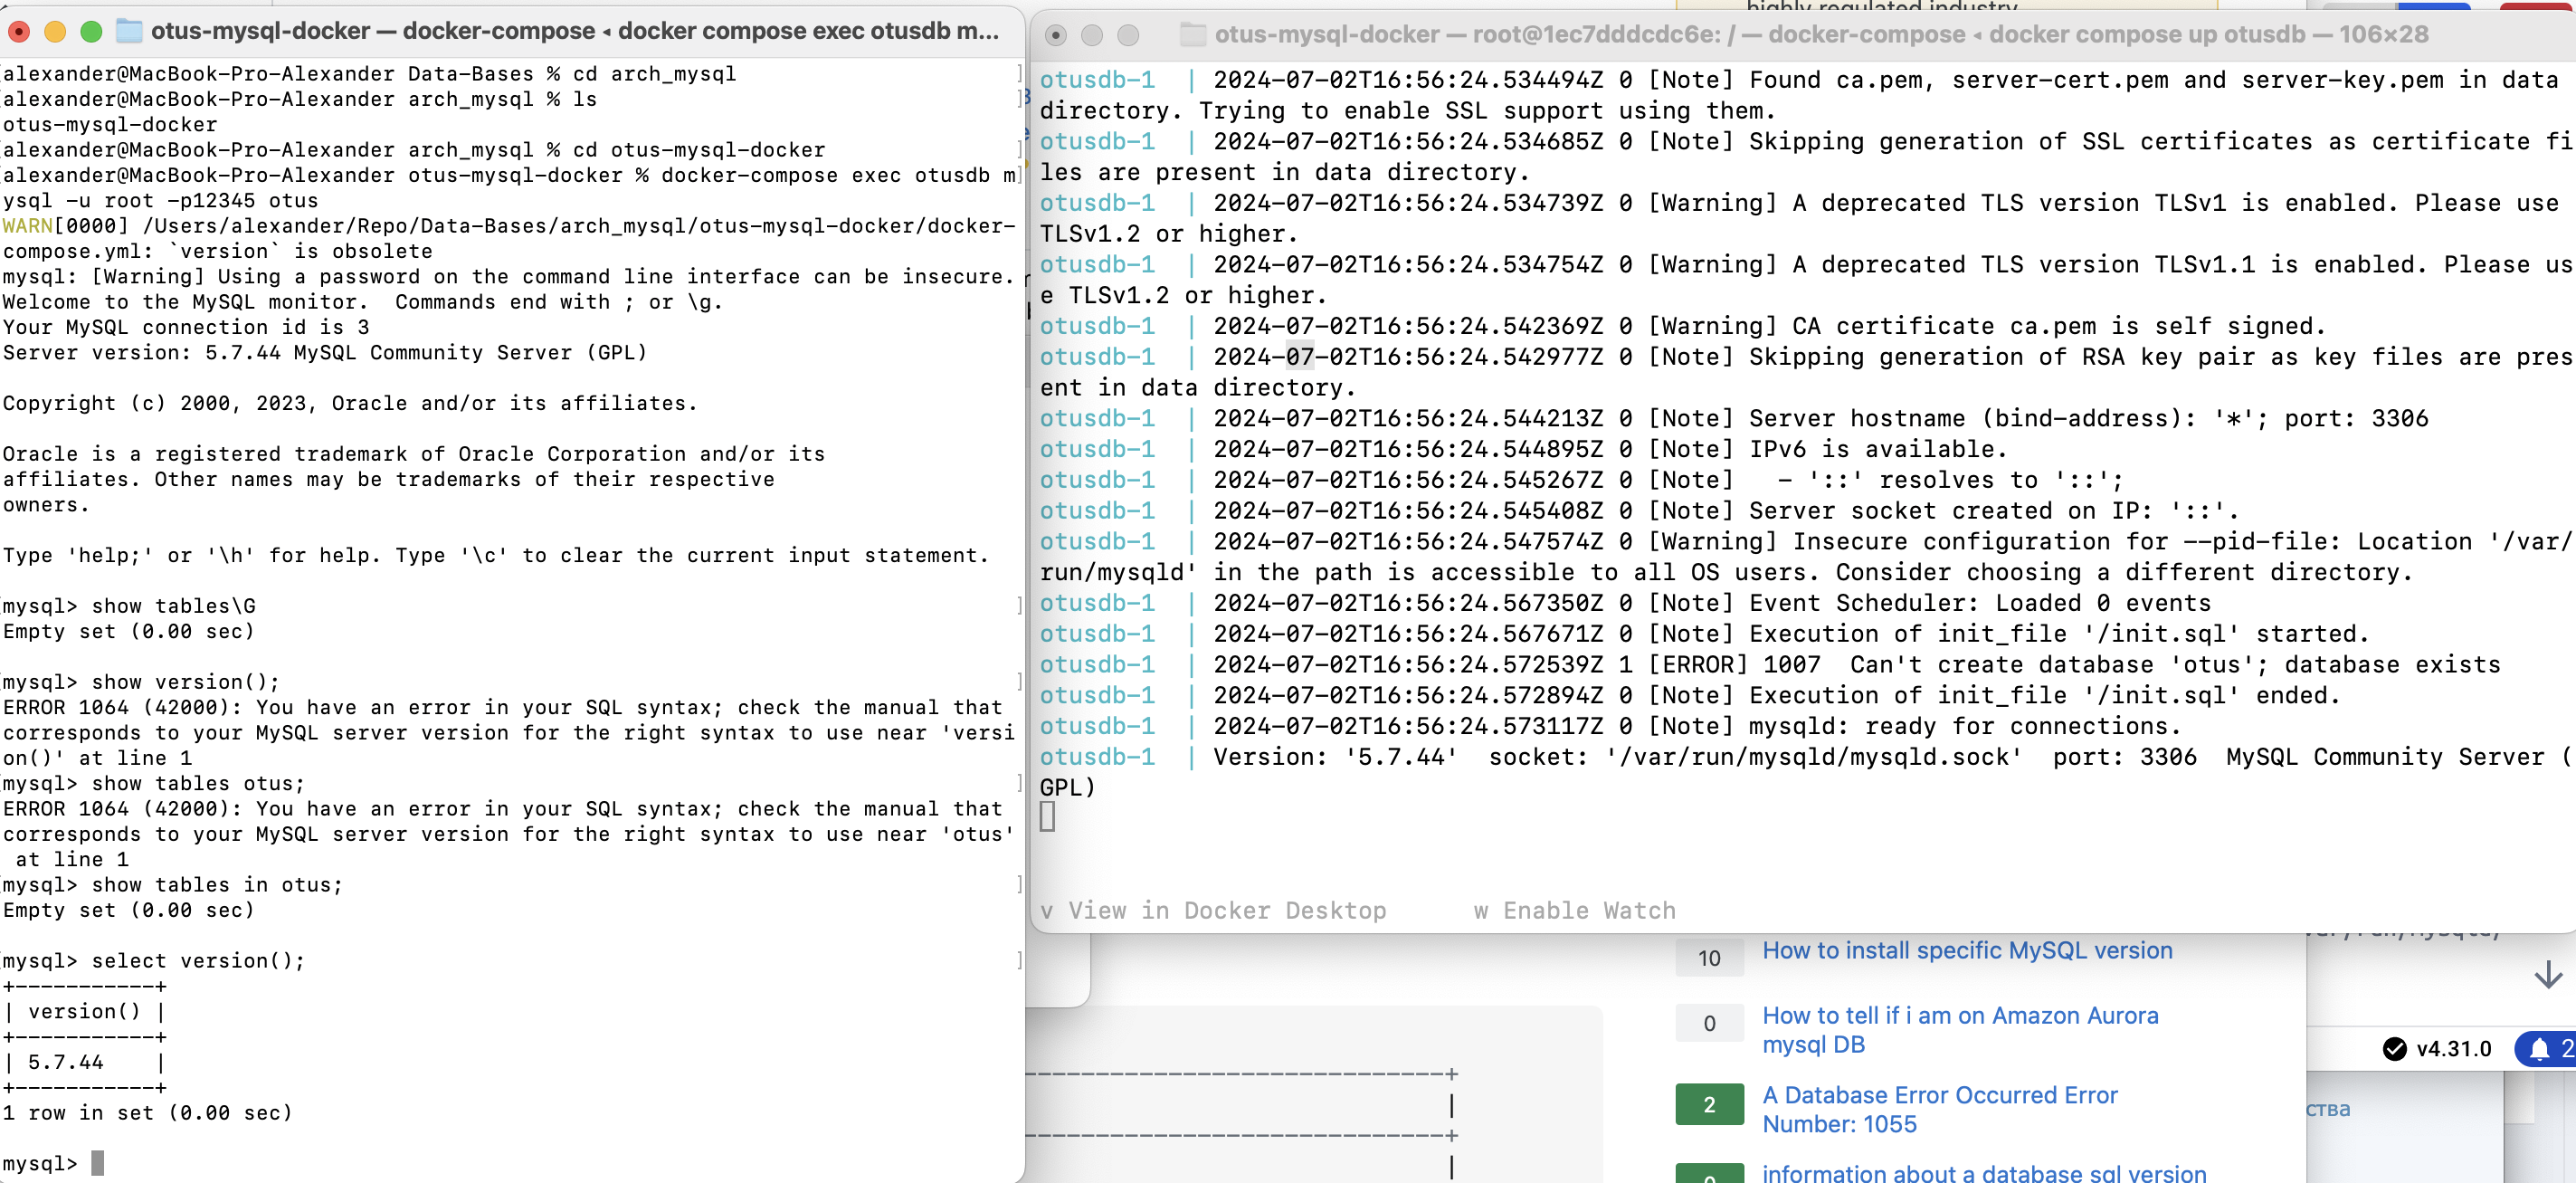 otus-mysql-docker — docker-compose ◂ docker compose exec otusdb m...
[alexander@MacBook-Pro-Alexander Data-Bases % cd arch_mysql ]
[alexander@MacBook-Pro-Alexander arch_mysql % ls ]
otus-mysql-docker
[alexander@MacBook-Pro-Alexander arch_mysql % cd otus-mysql-docker ]
[alexander@MacBook-Pro-Alexander otus-mysql-docker % docker-compose exec otusdb m]
ysql -u root -p12345 otus
WARN[0000] /Users/alexander/Repo/Data-Bases/arch_mysql/otus-mysql-docker/docker-
compose.yml: `version` is obsolete
mysql: [Warning] Using a password on the command line interface can be insecure.
Welcome to the MySQL monitor.  Commands end with ; or \g.
Your MySQL connection id is 3
Server version: 5.7.44 MySQL Community Server (GPL)
Copyright (c) 2000, 2023, Oracle and/or its affiliates.
Oracle is a registered trademark of Oracle Corporation and/or its
affiliates. Other names may be trademarks of their respective
owners.
Type 'help;' or '\h' for help. Type '\c' to clear the current input statement.
[mysql> show tables\G ]
Empty set (0.00 sec)
[mysql> show version(); ]
ERROR 1064 (42000): You have an error in your SQL syntax; check the manual that
corresponds to your MySQL server version for the right syntax to use near 'versi
on()' at line 1
[mysql> show tables otus; ]
ERROR 1064 (42000): You have an error in your SQL syntax; check the manual that
corresponds to your MySQL server version for the right syntax to use near 'otus'
 at line 1
[mysql> show tables in otus; ]
Empty set (0.00 sec)
[mysql> select version(); ]
+-----------+
| version() |
+-----------+
| 5.7.44    |
+-----------+
1 row in set (0.00 sec)
mysql>
highly regulated industry
otus-mysql-docker — root@1ec7dddcdc6e: / — docker-compose ◂ docker compose up otusdb — 106×28
otusdb-1  | 2024-07-02T16:56:24.534494Z 0 [Note] Found ca.pem, server-cert.pem and server-key.pem in data
directory. Trying to enable SSL support using them.
otusdb-1  | 2024-07-02T16:56:24.534685Z 0 [Note] Skipping generation of SSL certificates as certificate fi
les are present in data directory.
otusdb-1  | 2024-07-02T16:56:24.534739Z 0 [Warning] A deprecated TLS version TLSv1 is enabled. Please use
TLSv1.2 or higher.
otusdb-1  | 2024-07-02T16:56:24.534754Z 0 [Warning] A deprecated TLS version TLSv1.1 is enabled. Please us
e TLSv1.2 or higher.
otusdb-1  | 2024-07-02T16:56:24.542369Z 0 [Warning] CA certificate ca.pem is self signed.
otusdb-1  | 2024-07-02T16:56:24.542977Z 0 [Note] Skipping generation of RSA key pair as key files are pres
ent in data directory.
otusdb-1  | 2024-07-02T16:56:24.544213Z 0 [Note] Server hostname (bind-address): '*'; port: 3306
otusdb-1  | 2024-07-02T16:56:24.544895Z 0 [Note] IPv6 is available.
otusdb-1  | 2024-07-02T16:56:24.545267Z 0 [Note]   - '::' resolves to '::';
otusdb-1  | 2024-07-02T16:56:24.545408Z 0 [Note] Server socket created on IP: '::'.
otusdb-1  | 2024-07-02T16:56:24.547574Z 0 [Warning] Insecure configuration for --pid-file: Location '/var/
run/mysqld' in the path is accessible to all OS users. Consider choosing a different directory.
otusdb-1  | 2024-07-02T16:56:24.567350Z 0 [Note] Event Scheduler: Loaded 0 events
otusdb-1  | 2024-07-02T16:56:24.567671Z 0 [Note] Execution of init_file '/init.sql' started.
otusdb-1  | 2024-07-02T16:56:24.572539Z 1 [ERROR] 1007  Can't create database 'otus'; database exists
otusdb-1  | 2024-07-02T16:56:24.572894Z 0 [Note] Execution of init_file '/init.sql' ended.
otusdb-1  | 2024-07-02T16:56:24.573117Z 0 [Note] mysqld: ready for connections.
otusdb-1  | Version: '5.7.44'  socket: '/var/run/mysqld/mysqld.sock'  port: 3306  MySQL Community Server (
GPL)
v View in Docker Desktop      w Enable Watch
10 How to install specific MySQL version
0 How to tell if i am on Amazon Aurora
mysql DB
2 A Database Error Occurred Error
Number: 1055
information about a database sql version
v4.31.0 2
ства